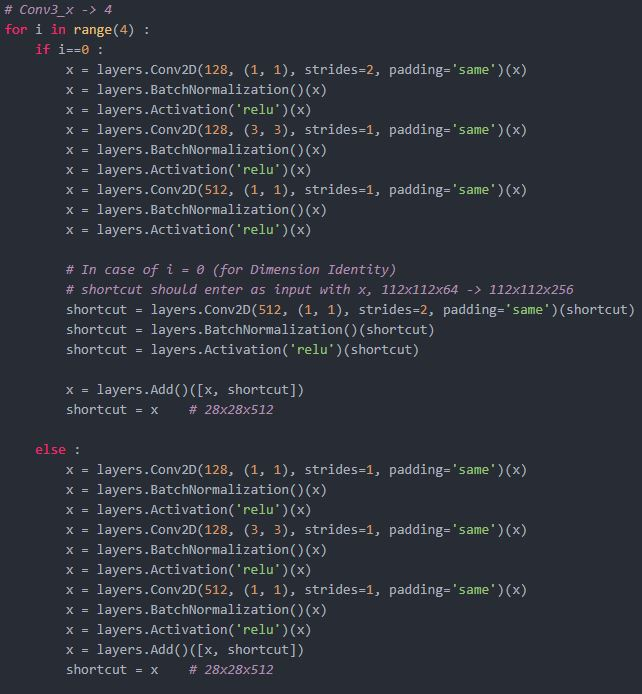 # Conv3_x -> 4
for i in range(4) :
    if i==0 :
        x = layers.Conv2D(128, (1, 1), strides=2, padding='same')(x)
        x = layers.BatchNormalization()(x)
        x = layers.Activation('relu')(x)
        x = layers.Conv2D(128, (3, 3), strides=1, padding='same')(x)
        x = layers.BatchNormalization()(x)
        x = layers.Activation('relu')(x)
        x = layers.Conv2D(512, (1, 1), strides=1, padding='same')(x)
        x = layers.BatchNormalization()(x)
        x = layers.Activation('relu')(x)

        # In case of i = 0 (for Dimension Identity)
        # shortcut should enter as input with x, 112x112x64 -> 112x112x256
        shortcut = layers.Conv2D(512, (1, 1), strides=2, padding='same')(shortcut)
        shortcut = layers.BatchNormalization()(shortcut)
        shortcut = layers.Activation('relu')(shortcut)

        x = layers.Add()([x, shortcut])
        shortcut = x    # 28x28x512

    else :
        x = layers.Conv2D(128, (1, 1), strides=1, padding='same')(x)
        x = layers.BatchNormalization()(x)
        x = layers.Activation('relu')(x)
        x = layers.Conv2D(128, (3, 3), strides=1, padding='same')(x)
        x = layers.BatchNormalization()(x)
        x = layers.Activation('relu')(x)
        x = layers.Conv2D(512, (1, 1), strides=1, padding='same')(x)
        x = layers.BatchNormalization()(x)
        x = layers.Activation('relu')(x)
        x = layers.Add()([x, shortcut])
        shortcut = x    # 28x28x512